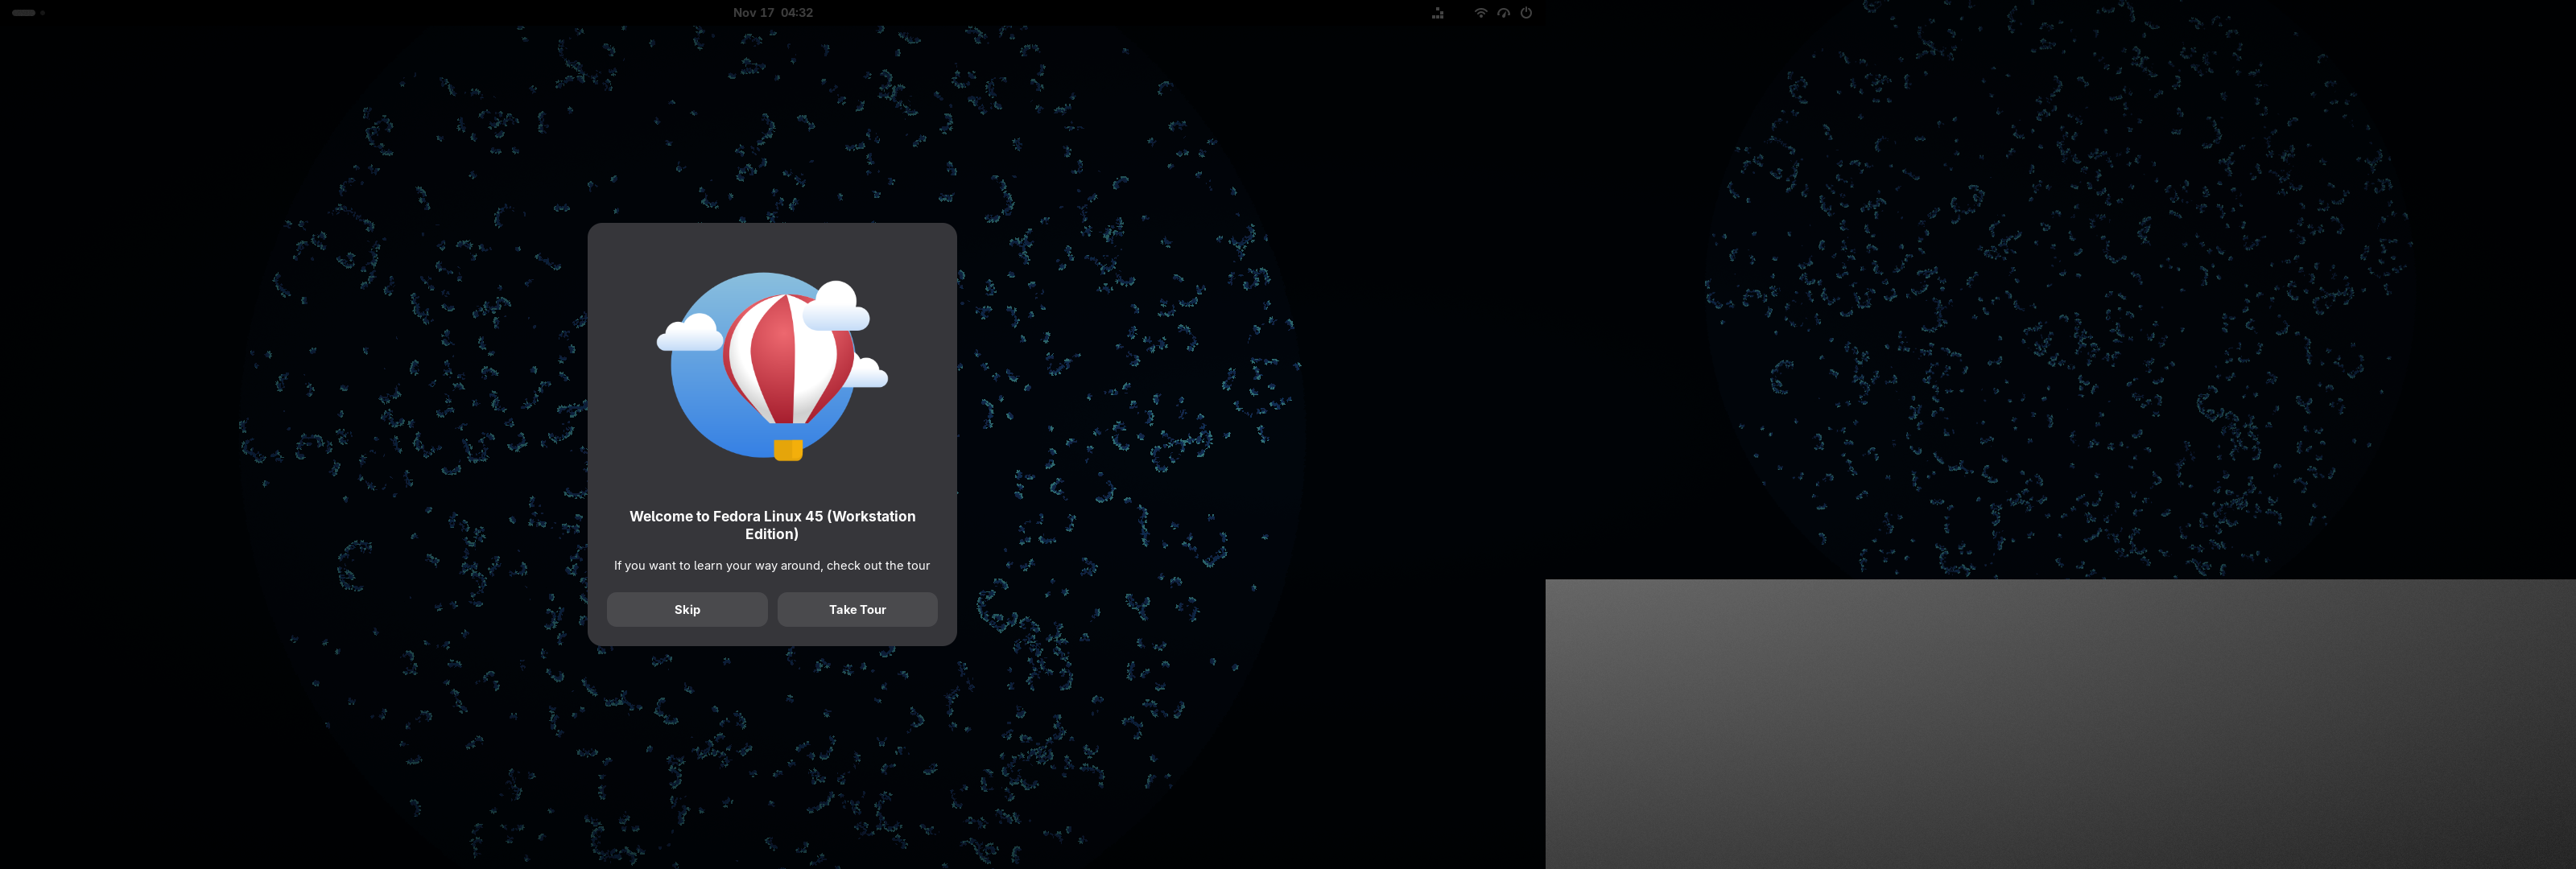 Nov 17 04:32
Welcome to Fedora Linux 45 (Workstation
Edition)
If you want to learn your way around, check out the tour
Skip
Take Tour